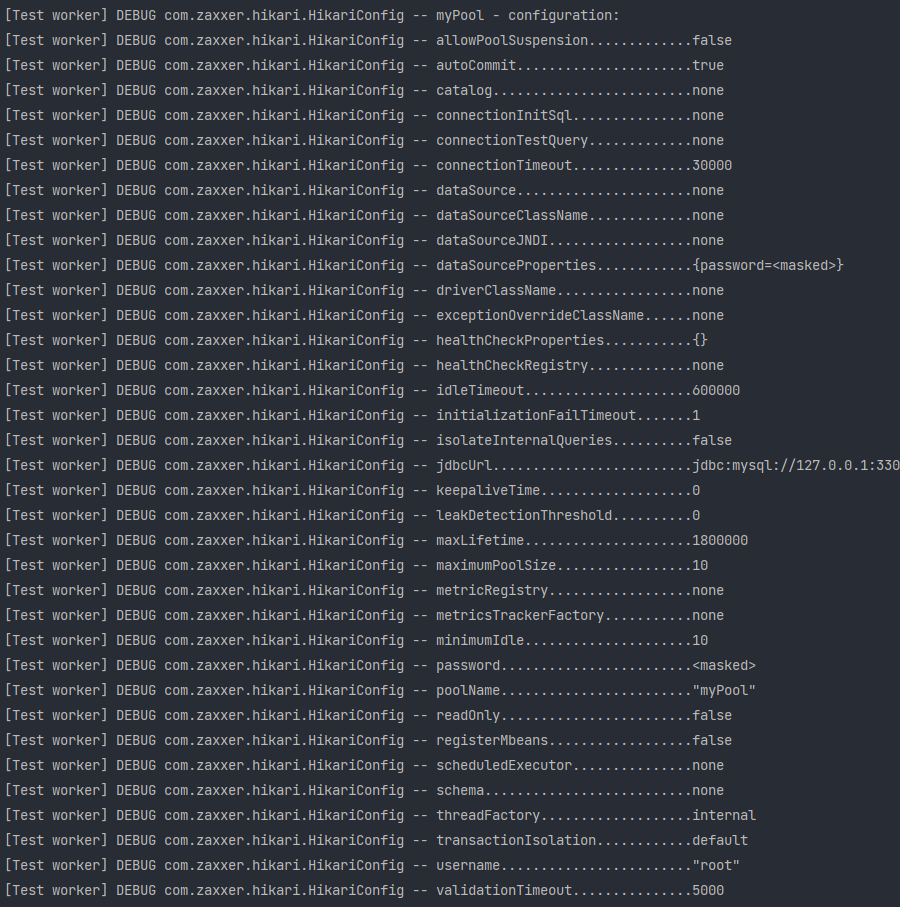 [Test worker] DEBUG com.zaxxer.hikari.HikariConfig -- myPool - configuration:
[Test worker] DEBUG com.zaxxer.hikari.HikariConfig -- allowPoolSuspension.............false
[Test worker] DEBUG com.zaxxer.hikari.HikariConfig -- autoCommit......................true
[Test worker] DEBUG com.zaxxer.hikari.HikariConfig -- catalog.........................none
[Test worker] DEBUG com.zaxxer.hikari.HikariConfig -- connectionInitSql...............none
[Test worker] DEBUG com.zaxxer.hikari.HikariConfig -- connectionTestQuery.............none
[Test worker] DEBUG com.zaxxer.hikari.HikariConfig -- connectionTimeout...............30000
[Test worker] DEBUG com.zaxxer.hikari.HikariConfig -- dataSource......................none
[Test worker] DEBUG com.zaxxer.hikari.HikariConfig -- dataSourceClassName.............none
[Test worker] DEBUG com.zaxxer.hikari.HikariConfig -- dataSourceJNDI..................none
[Test worker] DEBUG com.zaxxer.hikari.HikariConfig -- dataSourceProperties............{password=<masked>}
[Test worker] DEBUG com.zaxxer.hikari.HikariConfig -- driverClassName.................none
[Test worker] DEBUG com.zaxxer.hikari.HikariConfig -- exceptionOverrideClassName......none
[Test worker] DEBUG com.zaxxer.hikari.HikariConfig -- healthCheckProperties...........{}
[Test worker] DEBUG com.zaxxer.hikari.HikariConfig -- healthCheckRegistry.............none
[Test worker] DEBUG com.zaxxer.hikari.HikariConfig -- idleTimeout.....................600000
[Test worker] DEBUG com.zaxxer.hikari.HikariConfig -- initializationFailTimeout.......1
[Test worker] DEBUG com.zaxxer.hikari.HikariConfig -- isolateInternalQueries..........false
[Test worker] DEBUG com.zaxxer.hikari.HikariConfig -- jdbcUrl.........................jdbc:mysql://127.0.0.1:330
[Test worker] DEBUG com.zaxxer.hikari.HikariConfig -- keepaliveTime...................0
[Test worker] DEBUG com.zaxxer.hikari.HikariConfig -- leakDetectionThreshold..........0
[Test worker] DEBUG com.zaxxer.hikari.HikariConfig -- maxLifetime.....................1800000
[Test worker] DEBUG com.zaxxer.hikari.HikariConfig -- maximumPoolSize.................10
[Test worker] DEBUG com.zaxxer.hikari.HikariConfig -- metricRegistry..................none
[Test worker] DEBUG com.zaxxer.hikari.HikariConfig -- metricsTrackerFactory...........none
[Test worker] DEBUG com.zaxxer.hikari.HikariConfig -- minimumIdle.....................10
[Test worker] DEBUG com.zaxxer.hikari.HikariConfig -- password........................<masked>
[Test worker] DEBUG com.zaxxer.hikari.HikariConfig -- poolName........................"myPool"
[Test worker] DEBUG com.zaxxer.hikari.HikariConfig -- readOnly........................false
[Test worker] DEBUG com.zaxxer.hikari.HikariConfig -- registerMbeans..................false
[Test worker] DEBUG com.zaxxer.hikari.HikariConfig -- scheduledExecutor...............none
[Test worker] DEBUG com.zaxxer.hikari.HikariConfig -- schema..........................none
[Test worker] DEBUG com.zaxxer.hikari.HikariConfig -- threadFactory...................internal
[Test worker] DEBUG com.zaxxer.hikari.HikariConfig -- transactionIsolation............default
[Test worker] DEBUG com.zaxxer.hikari.HikariConfig -- username........................"root"
[Test worker] DEBUG com.zaxxer.hikari.HikariConfig -- validationTimeout...............5000